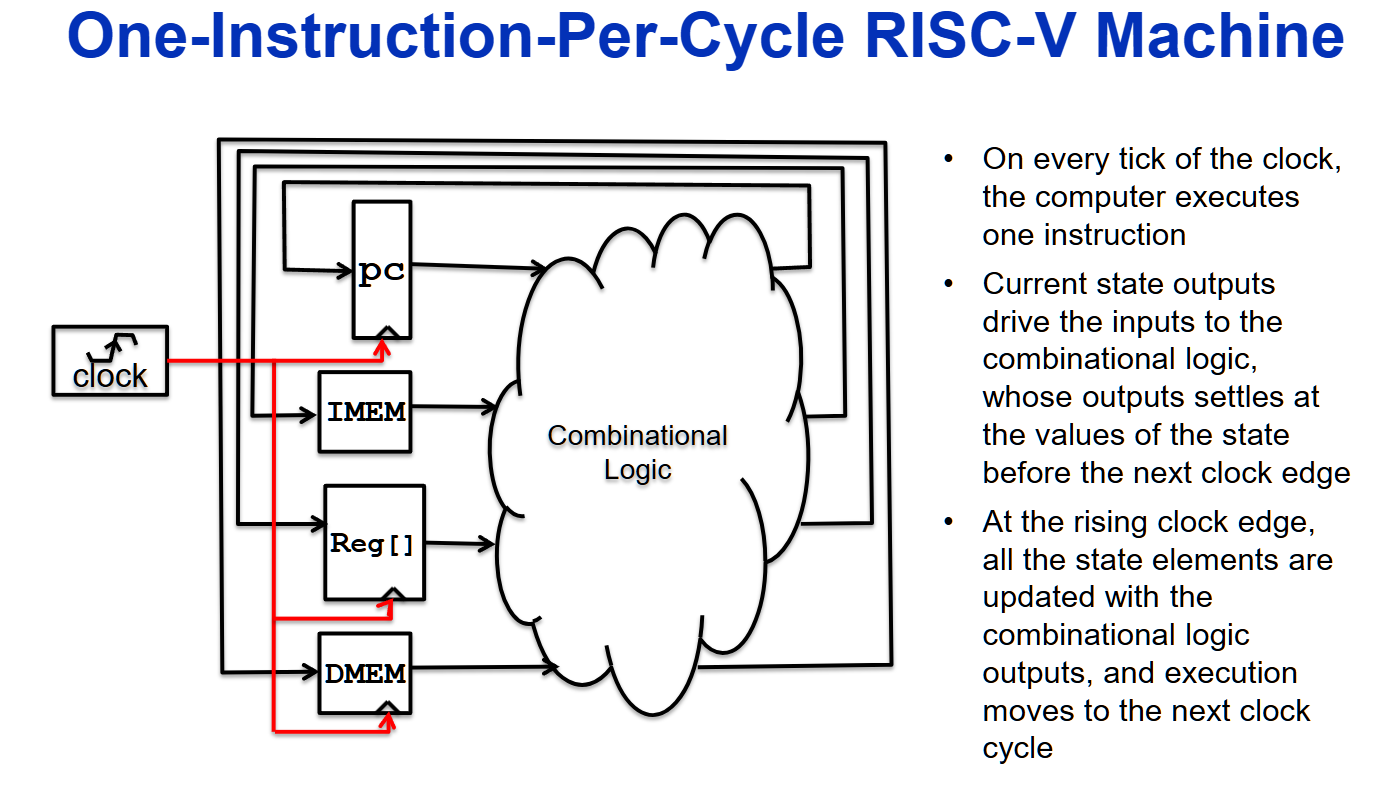 One-Instruction-Per-Cycle RISC-V Machine
pc
clock
IMEM
Reg[]
DMEM
Combinational
Logic
• On every tick of the clock,
the computer executes
one instruction
• Current state outputs
drive the inputs to the
combinational logic,
whose outputs settles at
the values of the state
before the next clock edge
• At the rising clock edge,
all the state elements are
updated with the
combinational logic
outputs, and execution
moves to the next clock
cycle